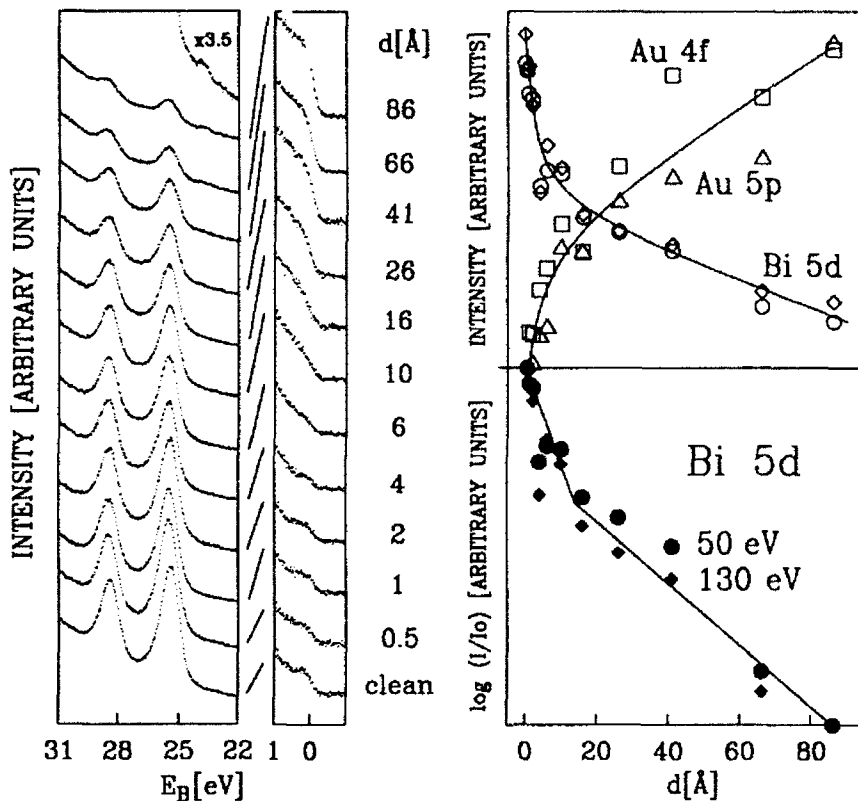 INTENSITY [ARBITRARY UNITS]
x3.5
d[Å]
86
66
41
26
16
10
6
4
2
1
0.5
clean
31 28 25 22 1 0
E_B[eV]
INTENSITY [ARBITRARY UNITS]
Au 4f
Au 5p
Bi 5d
log (I/Io) [ARBITRARY UNITS]
Bi 5d
50 eV
130 eV
0 20 40 60 80
d[Å]